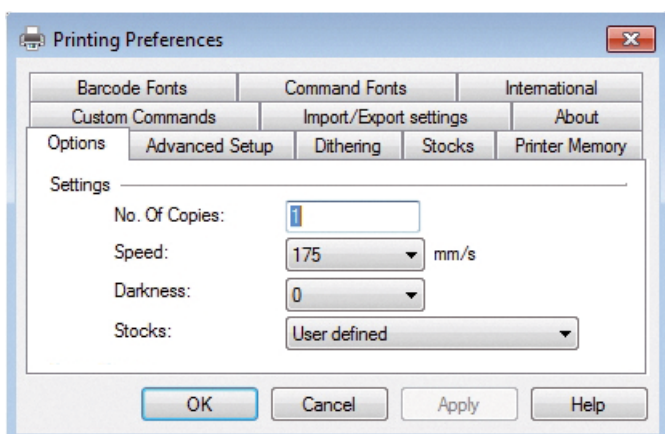 Printing Preferences
Barcode Fonts Command Fonts International
Custom Commands Import/Export settings About
Options Advanced Setup Dithering Stocks Printer Memory
Settings
No. Of Copies: 1
Speed: 175 mm/s
Darkness: 0
Stocks: User defined
OK Cancel Apply Help